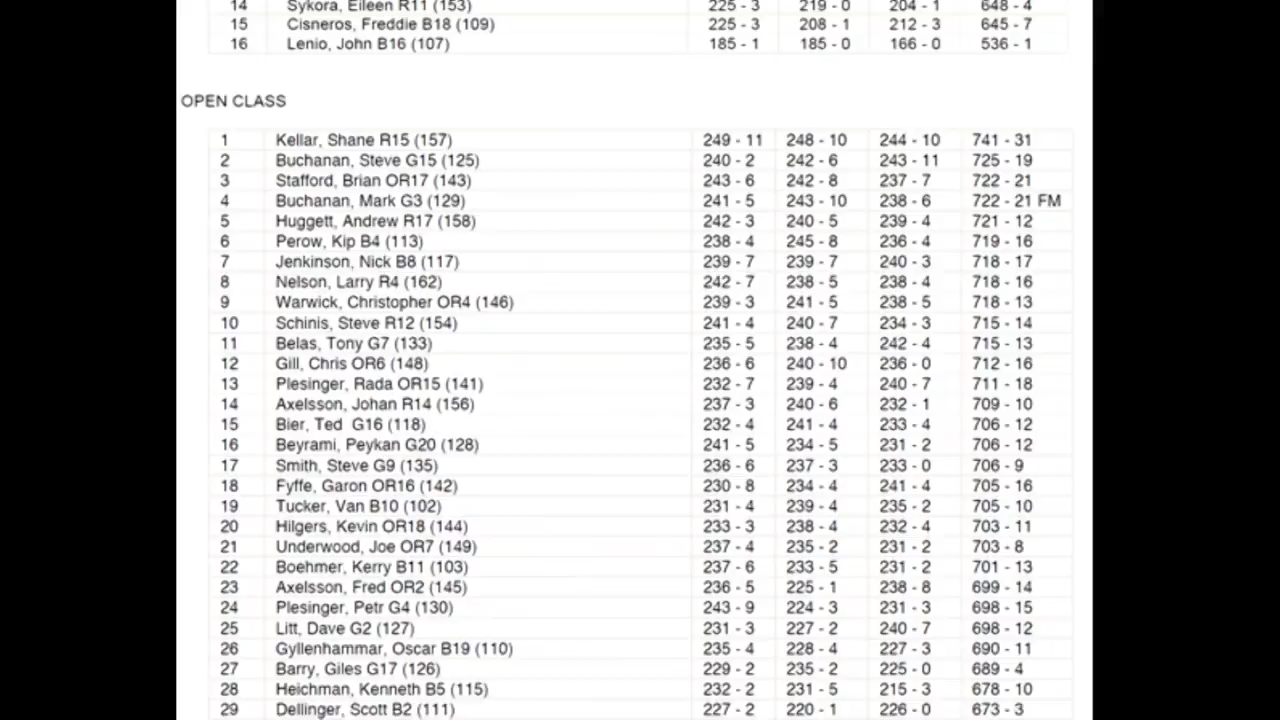 14 Sykora, Eileen R11 (153) 225 - 3 219 - 0 204 - 1 648 - 4
15 Cisneros, Freddie B18 (109) 225 - 3 208 - 1 212 - 3 645 - 7
16 Lenio, John B16 (107) 185 - 1 185 - 0 166 - 0 536 - 1
OPEN CLASS
1 Kellar, Shane R15 (157) 249 - 11 248 - 10 244 - 10 741 - 31
2 Buchanan, Steve G15 (125) 240 - 2 242 - 6 243 - 11 725 - 19
3 Stafford, Brian OR17 (143) 243 - 6 242 - 8 237 - 7 722 - 21
4 Buchanan, Mark G3 (129) 241 - 5 243 - 10 238 - 6 722 - 21 FM
5 Huggett, Andrew R17 (158) 242 - 3 240 - 5 239 - 4 721 - 12
6 Perow, Kip B4 (113) 238 - 4 245 - 8 236 - 4 719 - 16
7 Jenkinson, Nick B8 (117) 239 - 7 239 - 7 240 - 3 718 - 17
8 Nelson, Larry R4 (162) 242 - 7 238 - 5 238 - 4 718 - 16
9 Warwick, Christopher OR4 (146) 239 - 3 241 - 5 238 - 5 718 - 13
10 Schinis, Steve R12 (154) 241 - 4 240 - 7 234 - 3 715 - 14
11 Belas, Tony G7 (133) 235 - 5 238 - 4 242 - 4 715 - 13
12 Gill, Chris OR6 (148) 236 - 6 240 - 10 236 - 0 712 - 16
13 Plesinger, Rada OR15 (141) 232 - 7 239 - 4 240 - 7 711 - 18
14 Axelsson, Johan R14 (156) 237 - 3 240 - 6 232 - 1 709 - 10
15 Bier, Ted G16 (118) 232 - 4 241 - 4 233 - 4 706 - 12
16 Beyrami, Peykan G20 (128) 241 - 5 234 - 5 231 - 2 706 - 12
17 Smith, Steve G9 (135) 236 - 6 237 - 3 233 - 0 706 - 9
18 Fyffe, Garon OR16 (142) 230 - 8 234 - 4 241 - 4 705 - 16
19 Tucker, Van B10 (102) 231 - 4 239 - 4 235 - 2 705 - 10
20 Hilgers, Kevin OR18 (144) 233 - 3 238 - 4 232 - 4 703 - 11
21 Underwood, Joe OR7 (149) 237 - 4 235 - 2 231 - 2 703 - 8
22 Boehmer, Kerry B11 (103) 237 - 6 233 - 5 231 - 2 701 - 13
23 Axelsson, Fred OR2 (145) 236 - 5 225 - 1 238 - 8 699 - 14
24 Plesinger, Petr G4 (130) 243 - 9 224 - 3 231 - 3 698 - 15
25 Litt, Dave G2 (127) 231 - 3 227 - 2 240 - 7 698 - 12
26 Gyllenhammar, Oscar B19 (110) 235 - 4 228 - 4 227 - 3 690 - 11
27 Barry, Giles G17 (126) 229 - 2 235 - 2 225 - 0 689 - 4
28 Heichman, Kenneth B5 (115) 232 - 2 231 - 5 215 - 3 678 - 10
29 Dellinger, Scott B2 (111) 227 - 2 220 - 1 226 - 0 673 - 3